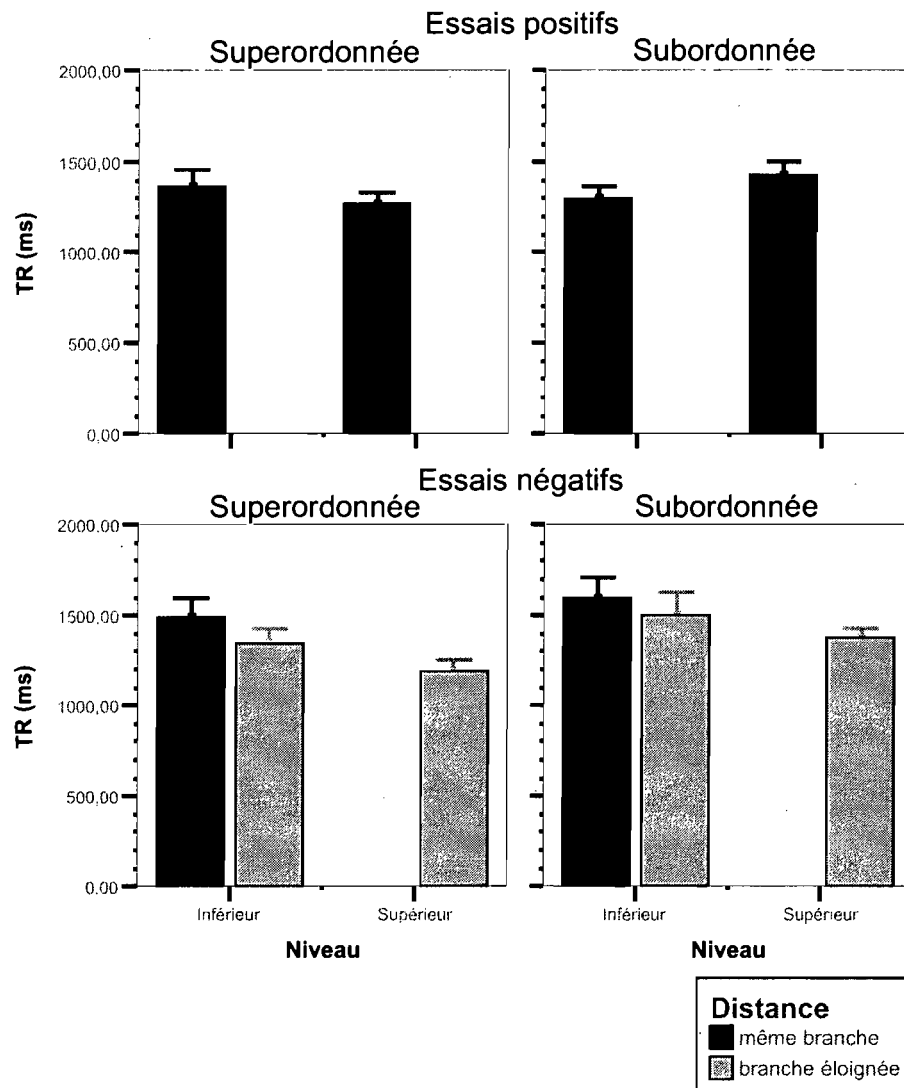 Essais positifs
Superordonnée
Subordonnée
2000,00
1500,00
1000,00
500,00
0,00
TR (ms)
Essais négatifs
Superordonnée
Subordonnée
2000,00
1500,00
1000,00
500,00
0,00
TR (ms)
Inférieur
Supérieur
Inférieur
Supérieur
Niveau
Niveau
Distance
même branche
branche éloignée